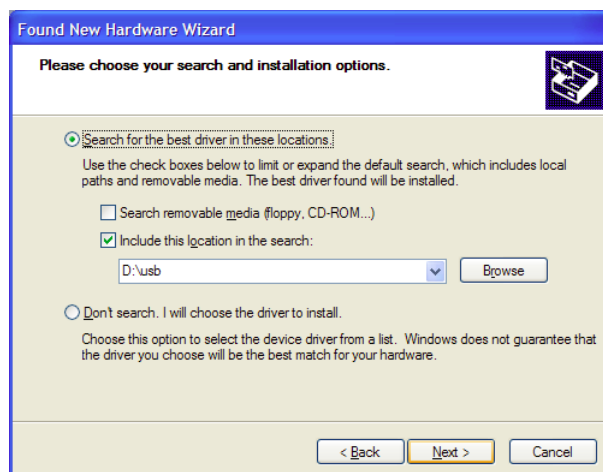 Found New Hardware Wizard
Please choose your search and installation options.
Search for the best driver in these locations.
Use the check boxes below to limit or expand the default search, which includes local
paths and removable media. The best driver found will be installed.
Search removable media (floppy, CD-ROM...)
Include this location in the search:
D:\usb
Browse
Don't search. I will choose the driver to install.
Choose this option to select the device driver from a list.  Windows does not guarantee that
the driver you choose will be the best match for your hardware.
< Back
Next >
Cancel